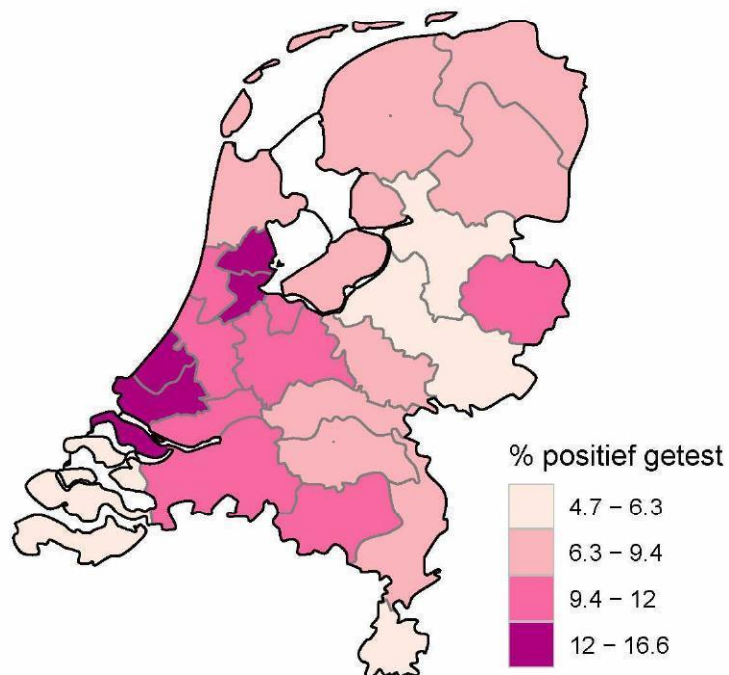 % positief getest
4.7 − 6.3
6.3 − 9.4
9.4 − 12
12 − 16.6